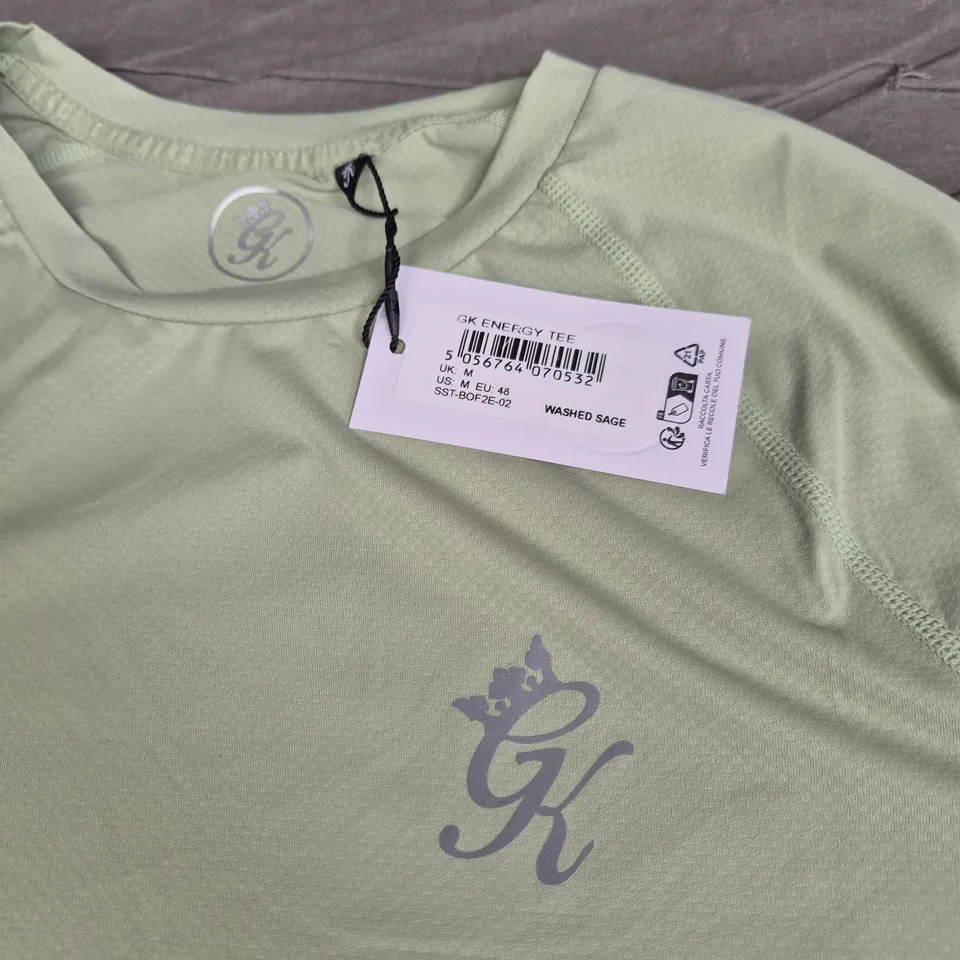 GK
GK ENERGY TEE
5 056764 070532
UK: M
US: M EU: 48
SST-BOF2E-02
WASHED SAGE
21
PAP
RACCOLTA CARTA
VERIFICA LE REGOLE DEL TUO COMUNE
GK